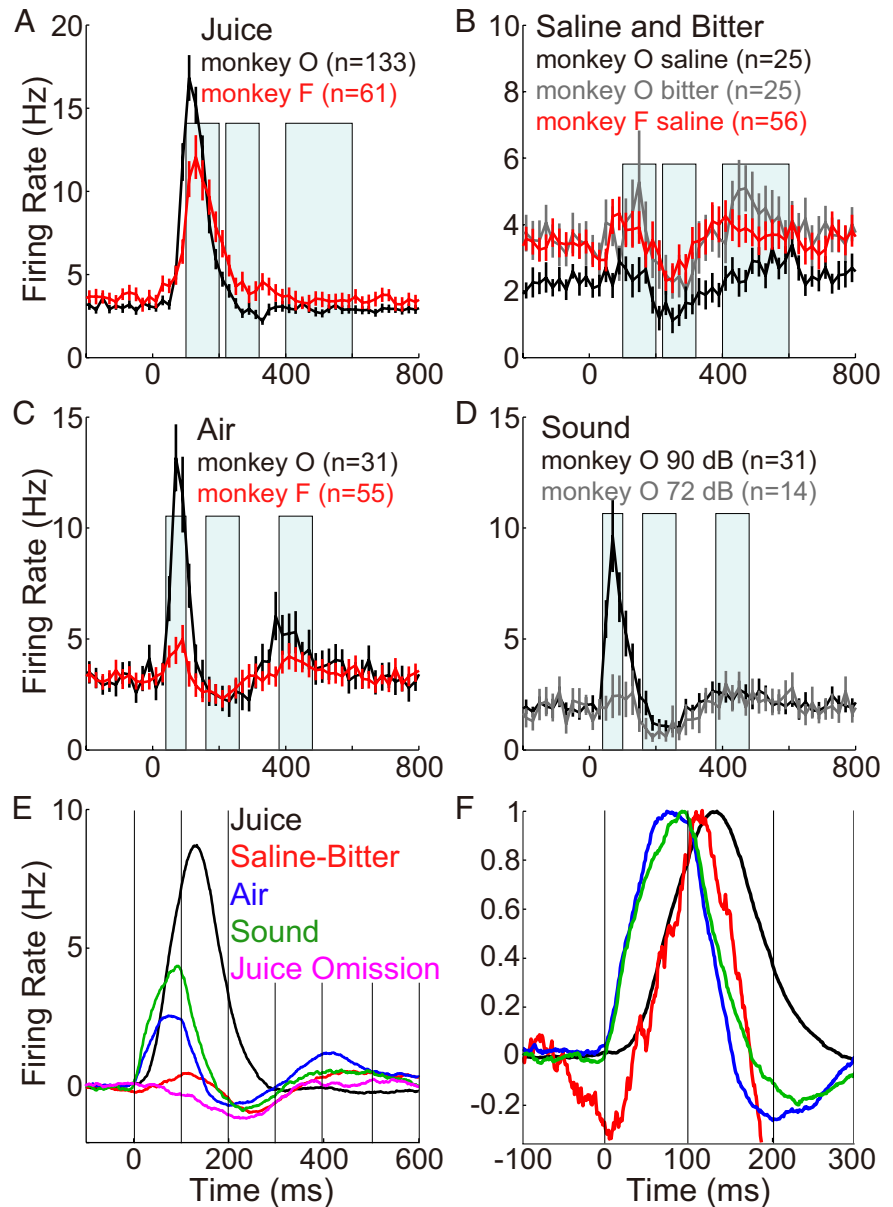 A
Juice
monkey O (n=133)
monkey F (n=61)
Firing Rate (Hz)
20
15
10
5
0
0
400
800
B
Saline and Bitter
monkey O saline (n=25)
monkey O bitter (n=25)
monkey F saline (n=56)
10
8
6
4
2
0
0
400
800
C
Air
monkey O (n=31)
monkey F (n=55)
Firing Rate (Hz)
15
10
5
0
0
400
800
D
Sound
monkey O 90 dB (n=31)
monkey O 72 dB (n=14)
15
10
5
0
0
400
800
E
Juice
Saline-Bitter
Air
Sound
Juice Omission
Firing Rate (Hz)
10
5
0
0
200
400
600
Time (ms)
F
1
0.8
0.6
0.4
0.2
0
-0.2
-100
0
100
200
300
Time (ms)